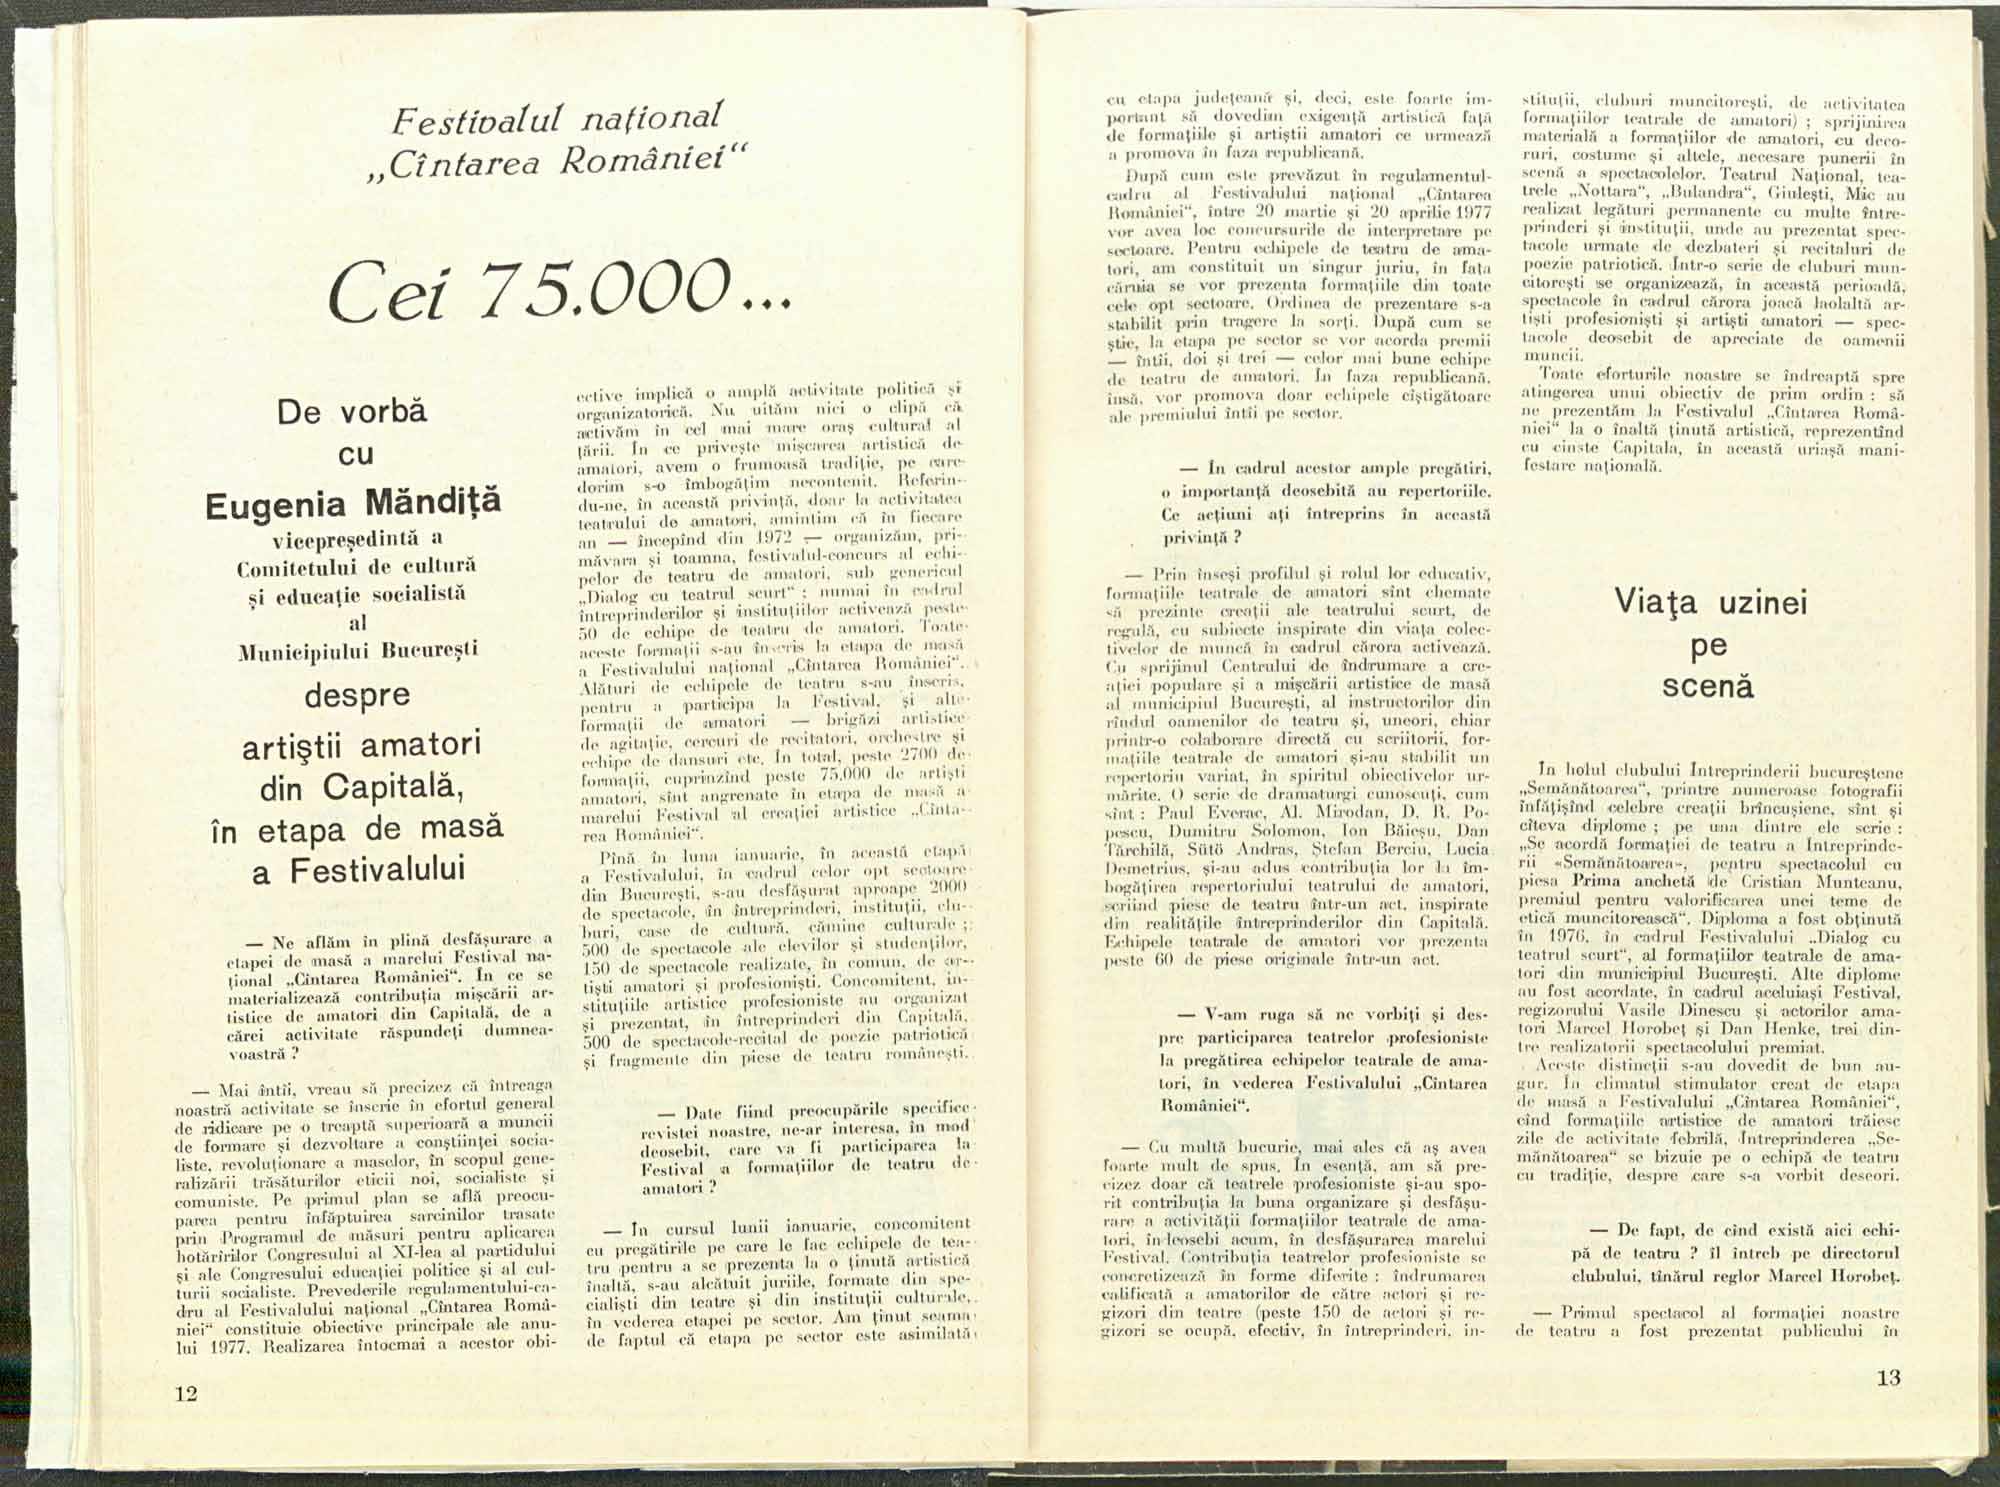 Festivalul național
„Cîntarea României“
Cei 75.000...
De vorbă
cu
Eugenia Măndiță
vicepreședintă a
Comitetului de cultură
și educație socialistă
al
Municipiului București
despre
artiștii amatori
din Capitală,
în etapa de masă
a Festivalului
— Ne aflăm în plină desfășurare a
etapei de masă a marelui Festival na-
țional „Cîntarea României“. În ce se
materializează contribuția mișcării ar-
tistice de amatori din Capitală, de a
cărei activitate răspundeți dumnea-
voastră ?
— Mai întîi, vreau să precizez că întreaga
noastră activitate se înscrie în efortul general
de ridicare pe o treaptă superioară a muncii
de formare și dezvoltare a conștiinței socia-
liste, revoluționare a maselor, în scopul gene-
ralizării trăsăturilor eticii noi, socialiste și
comuniste. Pe primul plan se află preocu-
parea pentru înfăptuirea sarcinilor trasate
prin Programul de măsuri pentru aplicarea
hotărîrilor Congresului al XI-lea al partidului
și ale Congresului educației politice și al cul-
turii socialiste. Prevederile regulamentului-ca-
dru al Festivalului național „Cîntarea Româ-
niei“ constituie obiective principale ale anu-
lui 1977. Realizarea întocmai a acestor obi-
ective implică o amplă activitate politică și
organizatorică. Nu uităm nici o clipă că
activăm în cel mai mare oraș cultural al
țării. În ce privește mișcarea artistică de
amatori, avem o frumoasă tradiție, pe care
dorim s-o îmbogățim necontenit. Referin-
du-ne, în această privință, doar la activitatea
teatrului de amatori, amintim că în fiecare
an — începînd din 1972 — organizăm, pri-
măvara și toamna, festivalul-concurs al echi-
pelor de teatru de amatori, sub genericul
„Dialog cu teatrul scurt“ : numai în cadrul
întreprinderilor și instituțiilor activează peste
50 de echipe de teatru de amatori. Toate
aceste formații s-au înscris la etapa de masă
a Festivalului național „Cîntarea României“.
Alături de echipele de teatru s-au înscris,
pentru a participa la Festival, și alte
formații de amatori — brigăzi artistice
de agitație, cercuri de recitatori, orchestre și
echipe de dansuri etc. În total, peste 2700 de
formații, cuprinzînd peste 75.000 de artiști
amatori, sînt angrenate în etapa de masă a
marelui Festival al creației artistice „Cînta-
rea României“.
Pînă în luna ianuarie, în această etapă
a Festivalului, în cadrul celor opt sectoare
din București, s-au desfășurat aproape 2000
de spectacole, în întreprinderi, instituții, clu-
buri, case de cultură, cămine culturale ;
500 de spectacole ale elevilor și studenților,
150 de spectacole realizate, în comun, de ar-
tiști amatori și profesioniști. Concomitent, in-
stituțiile artistice profesioniste au organizat
și prezentat, în întreprinderi din Capitală,
500 de spectacole-recital de poezie patriotică
și fragmente din piese de teatru românești.
— Date fiind preocupările specifice
revistei noastre, ne-ar interesa, în mod
deosebit, care va fi participarea la
Festival a formațiilor de teatru de
amatori ?
— În cursul lunii ianuarie, concomitent
cu pregătirile pe care le fac echipele de tea-
tru pentru a se prezenta la o ținută artistică
înaltă, s-au alcătuit juriile, formate din spe-
cialiști din teatre și din instituții culturale,
în vederea etapei pe sector. Am ținut seama
de faptul că etapa pe sector este asimilată
12
cu etapa județeană și, deci, este foarte im-
portant să dovedim exigență artistică față
de formațiile și artiștii amatori ce urmează
a promova în faza republicană.
După cum este prevăzut în regulamentul-
cadru al Festivalului național „Cîntarea
României“, între 20 martie și 20 aprilie 1977
vor avea loc concursurile de interpretare pe
sectoare. Pentru echipele de teatru de ama-
tori, am constituit un singur juriu, în fața
căruia se vor prezenta formațiile din toate
cele opt sectoare. Ordinea de prezentare s-a
stabilit prin tragere la sorți. După cum se
știe, la etapa pe sector se vor acorda premii
— întîi, doi și trei — celor mai bune echipe
de teatru de amatori. În faza republicană,
însă, vor promova doar echipele cîștigătoare
ale premiului întîi pe sector.
— În cadrul acestor ample pregătiri,
o importanță deosebită au repertoriile.
Ce acțiuni ați întreprins în această
privință ?
— Prin înseși profilul și rolul lor educativ,
formațiile teatrale de amatori sînt chemate
să prezinte creații ale teatrului scurt, de
regulă, cu subiecte inspirate din viața colec-
tivelor de muncă în cadrul cărora activează.
Cu sprijinul Centrului de îndrumare a cre-
ației populare și a mișcării artistice de masă
al municipiul București, al instructorilor din
rîndul oamenilor de teatru și, uneori, chiar
printr-o colaborare directă cu scriitorii, for-
mațiile teatrale de amatori și-au stabilit un
repertoriu variat, în spiritul obiectivelor ur-
mărite. O serie de dramaturgi cunoscuți, cum
sînt : Paul Everac, Al. Mirodan, D. R. Po-
pescu, Dumitru Solomon, Ion Băieșu, Dan
Tărchilă, Sütö Andras, Ștefan Berciu, Lucia
Demetrius, și-au adus contribuția lor la îm-
bogățirea repertoriului teatrului de amatori,
scriind piese de teatru într-un act, inspirate
din realitățile întreprinderilor din Capitală.
Echipele teatrale de amatori vor prezenta
peste 60 de piese originale într-un act.
— V-am ruga să ne vorbiți și des-
pre participarea teatrelor profesioniste
la pregătirea echipelor teatrale de ama-
tori, în vederea Festivalului „Cîntarea
României“.
— Cu multă bucurie, mai ales că aș avea
foarte mult de spus. În esență, am să pre-
cizez doar că teatrele profesioniste și-au spo-
rit contribuția la buna organizare și desfășu-
rare a activității formațiilor teatrale de ama-
tori, îndeosebi acum, în desfășurarea marelui
Festival. Contribuția teatrelor profesioniste se
concretizează în forme diferite : îndrumarea
calificată a amatorilor de către actori și re-
gizori din teatre (peste 150 de actori și re-
gizori se ocupă, efectiv, în întreprinderi, in-
stituții, cluburi muncitorești, de activitatea
formațiilor teatrale de amatori) ; sprijinirea
materială a formațiilor de amatori, cu deco-
ruri, costume și altele, necesare punerii în
scenă a spectacolelor. Teatrul Național, tea-
trele „Nottara“, „Bulandra“, Giulești, Mic au
realizat legături permanente cu multe între-
prinderi și instituții, unde au prezentat spec-
tacole urmate de dezbateri și recitaluri de
poezie patriotică. Într-o serie de cluburi mun-
citorești se organizează, în această perioadă,
spectacole în cadrul cărora joacă laolaltă ar-
tiști profesioniști și artiști amatori — spec-
tacole deosebit de apreciate de oamenii
muncii.
Toate eforturile noastre se îndreaptă spre
atingerea unui obiectiv de prim ordin : să
ne prezentăm la Festivalul „Cîntarea Româ-
niei“ la o înaltă ținută artistică, reprezentînd
cu cinste Capitala, în această uriașă mani-
festare națională.
Viața uzinei
pe
scenă
În holul clubului Întreprinderii bucureștene
„Semănătoarea“, printre numeroase fotografii
înfățișînd celebre creații brîncușiene, sînt și
cîteva diplome ; pe una dintre ele scrie :
„Se acordă formației de teatru a Întreprinde-
rii «Semănătoarea», pentru spectacolul cu
piesa Prima anchetă de Cristian Munteanu,
premiul pentru valorificarea unei teme de
etică muncitorească“. Diploma a fost obținută
în 1976, în cadrul Festivalului „Dialog cu
teatrul scurt“, al formațiilor teatrale de ama-
tori din municipiul București. Alte diplome
au fost acordate, în cadrul aceluiași Festival,
regizorului Vasile Dinescu și actorilor ama-
tori Marcel Horobeț și Dan Henke, trei din-
tre realizatorii spectacolului premiat.
Aceste distincții s-au dovedit de bun au-
gur. În climatul stimulator creat de etapa
de masă a Festivalului „Cîntarea României“,
cînd formațiile artistice de amatori trăiesc
zile de activitate febrilă, Întreprinderea „Se-
mănătoarea“ se bizuie pe o echipă de teatru
cu tradiție, despre care s-a vorbit deseori.
— De fapt, de cînd există aici echi-
pă de teatru ? îl întreb pe directorul
clubului, tînărul reglor Marcel Horobeț.
— Primul spectacol al formației noastre
de teatru a fost prezentat publicului în
13